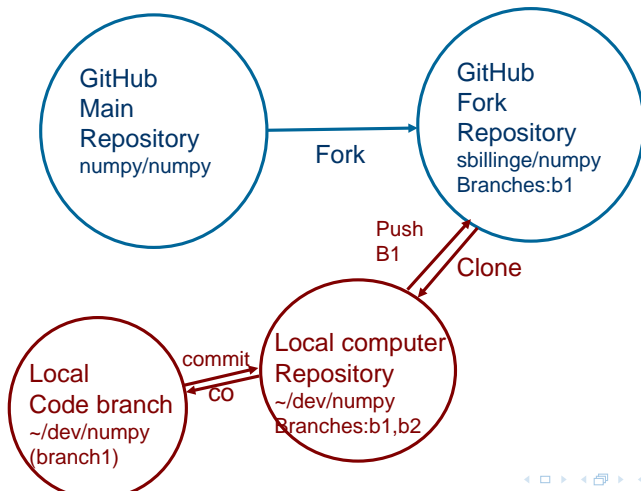 GitHub
Main
Repository
numpy/numpy
Fork
GitHub
Fork
Repository
sbillinge/numpy
Branches:b1
Push
B1
Clone
Local computer
Repository
~/dev/numpy
Branches:b1,b2
commit
co
Local
Code branch
~/dev/numpy
(branch1)